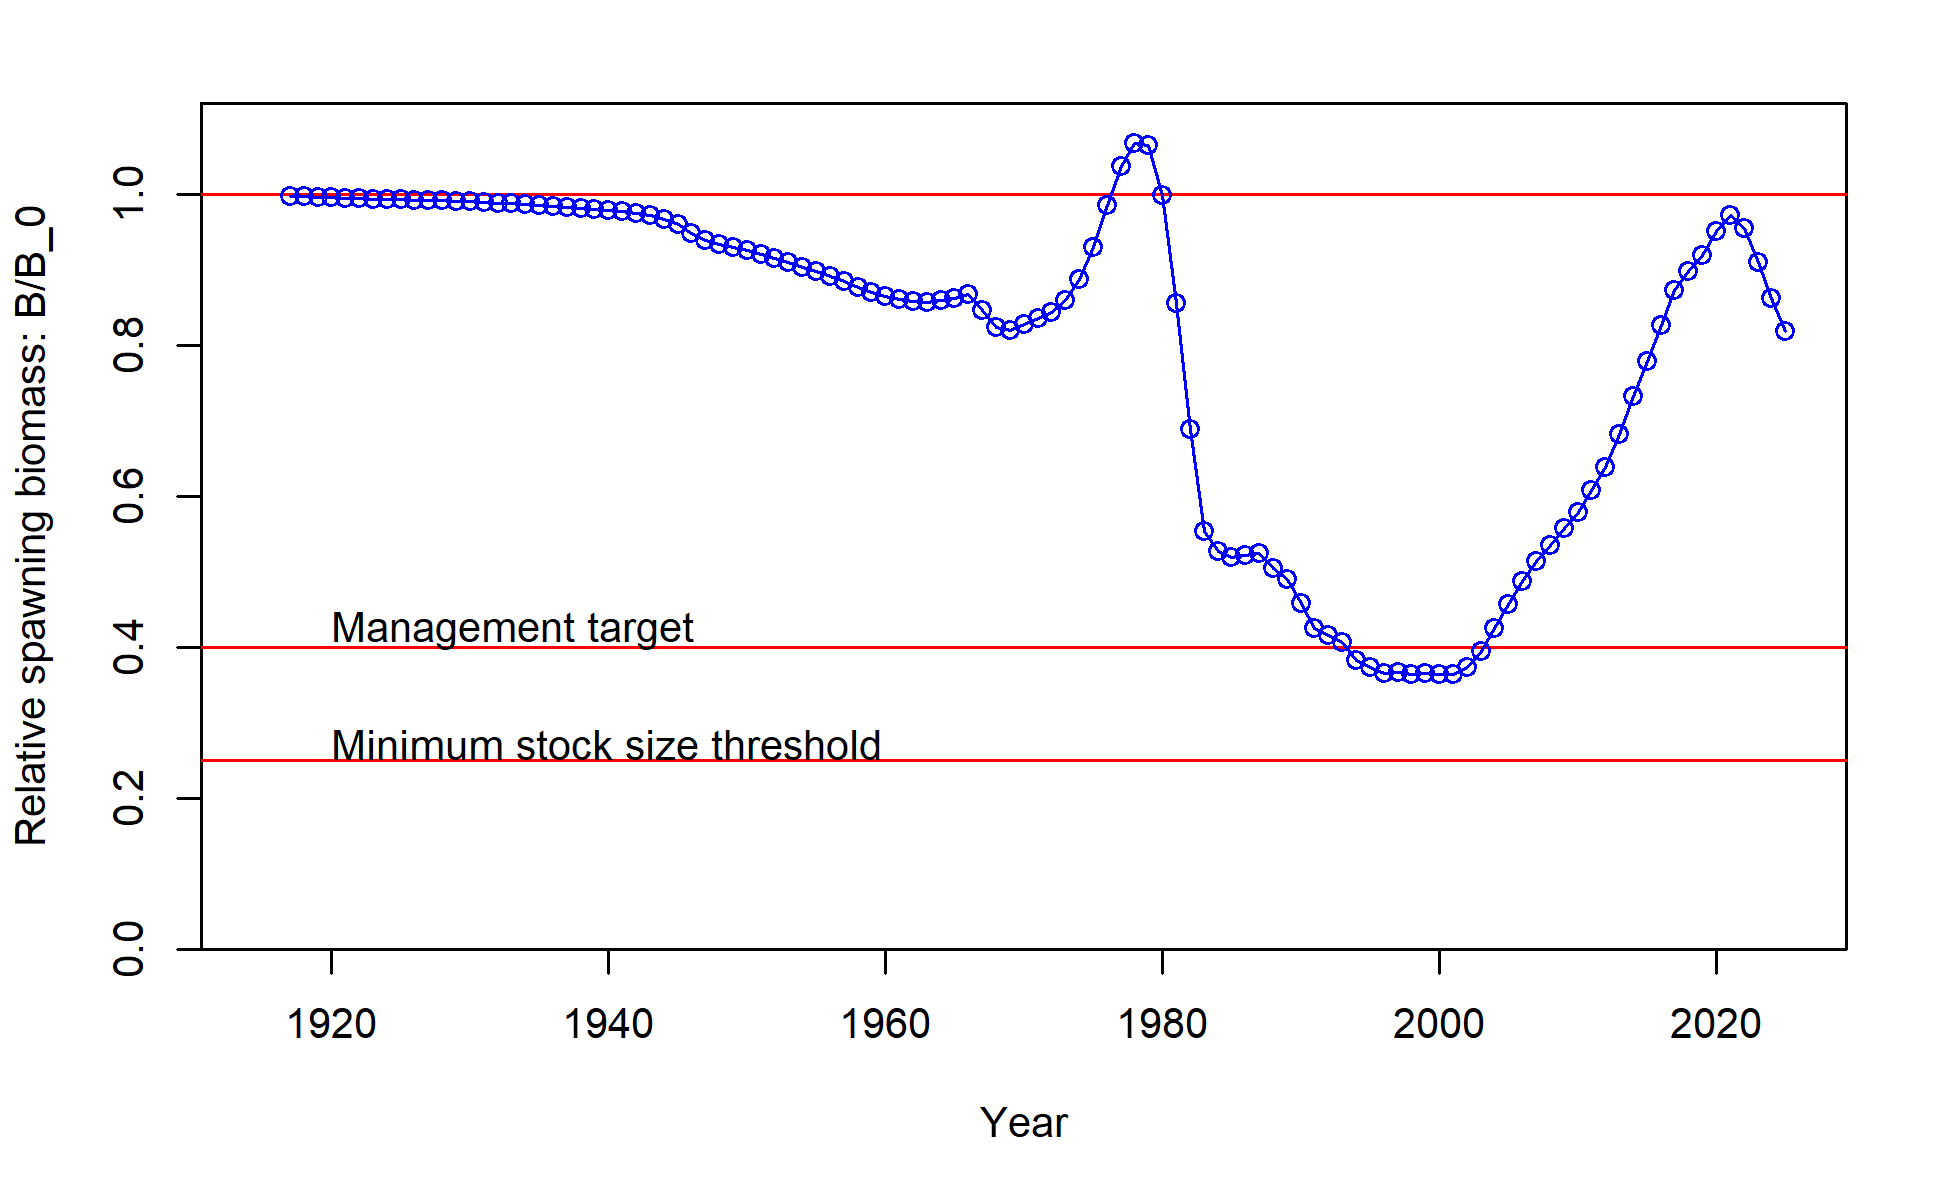 Relative spawning biomass: B/B_0
1.0
0.8
0.6
0.4
0.2
0.0
Management target
Minimum stock size threshold
1920 1940 1960 1980 2000 2020
Year